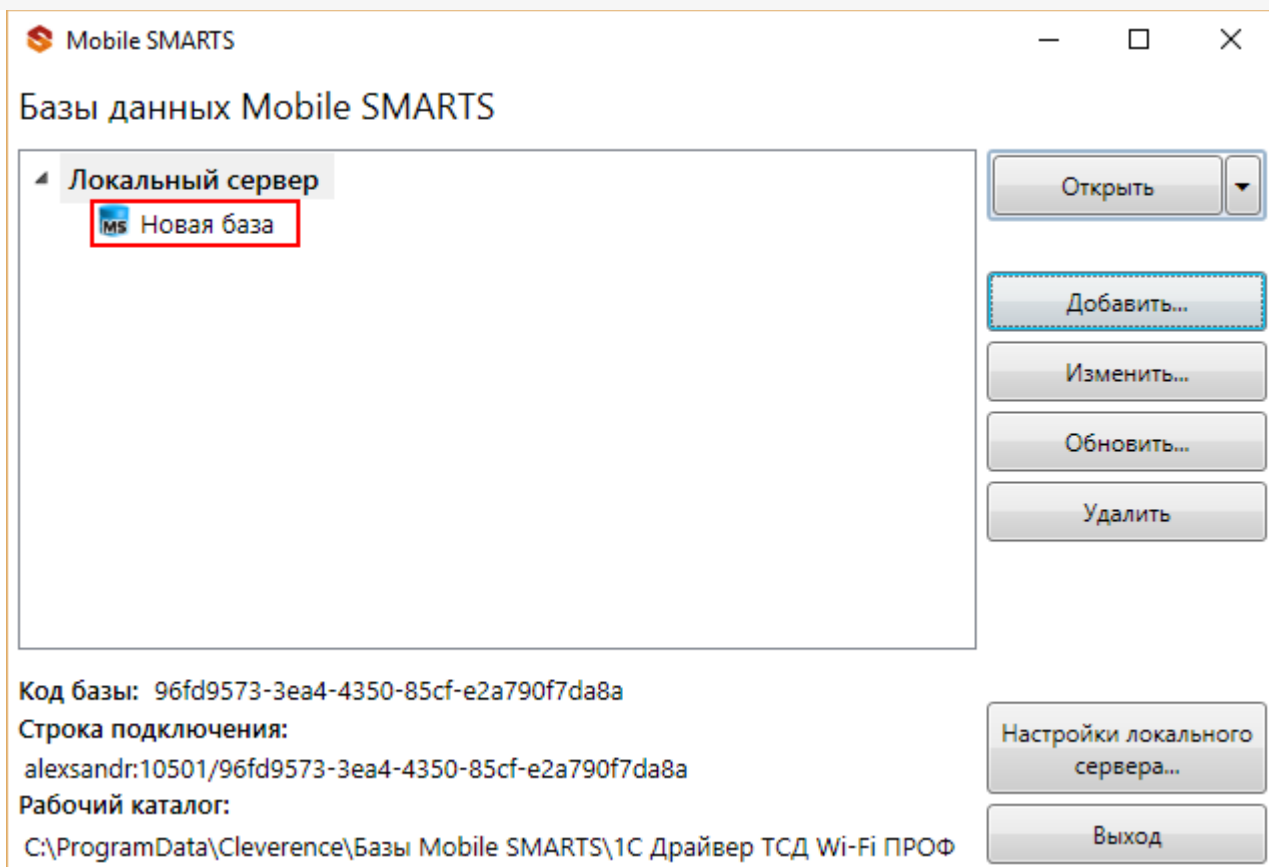 Mobile SMARTS
Базы данных Mobile SMARTS
Локальный сервер
MS Новая база
Открыть
Добавить...
Изменить...
Обновить...
Удалить
Код базы: 96fd9573-3ea4-4350-85cf-e2a790f7da8a
Строка подключения:
alexsandr:10501/96fd9573-3ea4-4350-85cf-e2a790f7da8a
Рабочий каталог:
C:\ProgramData\Cleverence\Базы Mobile SMARTS\1С Драйвер ТСД Wi-Fi ПРОФ
Настройки локального
сервера...
Выход